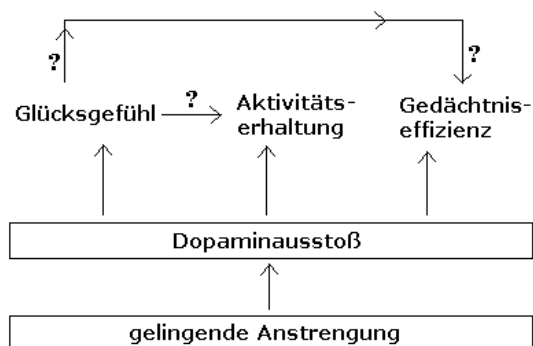 ?
?
Glücksgefühl
?
Aktivitäts-
erhaltung
Gedächtnis-
effizienz
Dopaminausstoß
gelingende Anstrengung